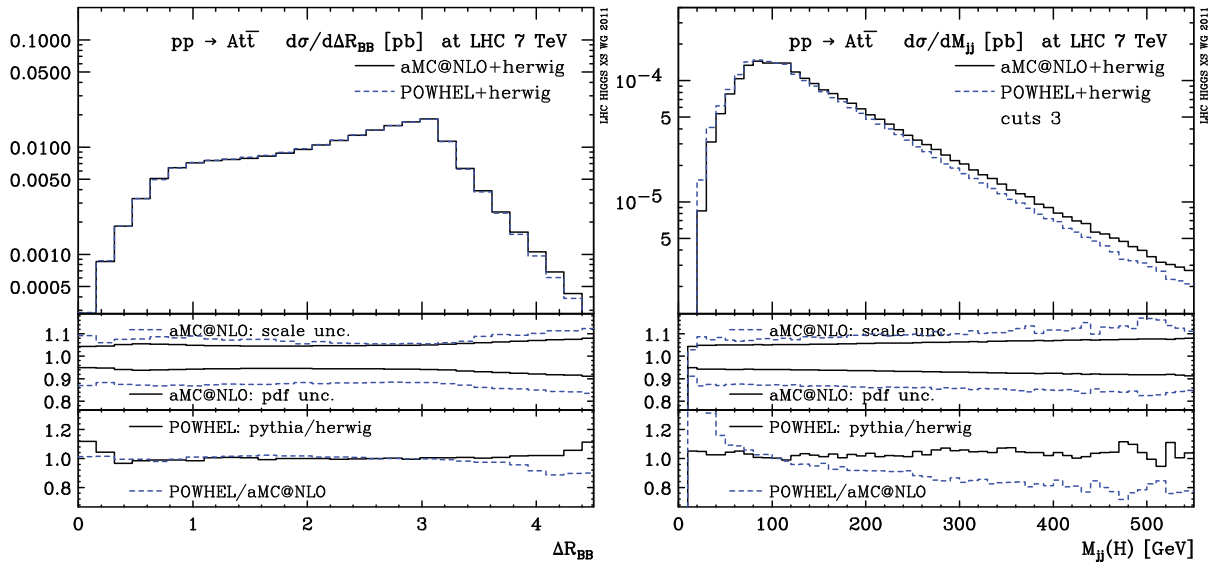 pp → At𝑡̅ dσ/dΔR_BB [pb] at LHC 7 TeV
aMC@NLO+herwig
POWHEL+herwig
0.1000
0.0500
0.0100
0.0050
0.0010
0.0005
LHC HIGGS XS WG 2011
aMC@NLO: scale unc.
aMC@NLO: pdf unc.
1.1
1.0
0.9
0.8
POWHEL: pythia/herwig
POWHEL/aMC@NLO
1.2
1.0
0.8
0 1 2 3 4
ΔR_BB
pp → At𝑡̅ dσ/dM_jj [pb] at LHC 7 TeV
aMC@NLO+herwig
POWHEL+herwig
cuts 3
10⁻⁴
5
10⁻⁵
5
LHC HIGGS XS WG 2011
aMC@NLO: scale unc.
aMC@NLO: pdf unc.
1.1
1.0
0.9
0.8
POWHEL: pythia/herwig
POWHEL/aMC@NLO
1.2
1.0
0.8
0 100 200 300 400 500
M_jj(H) [GeV]